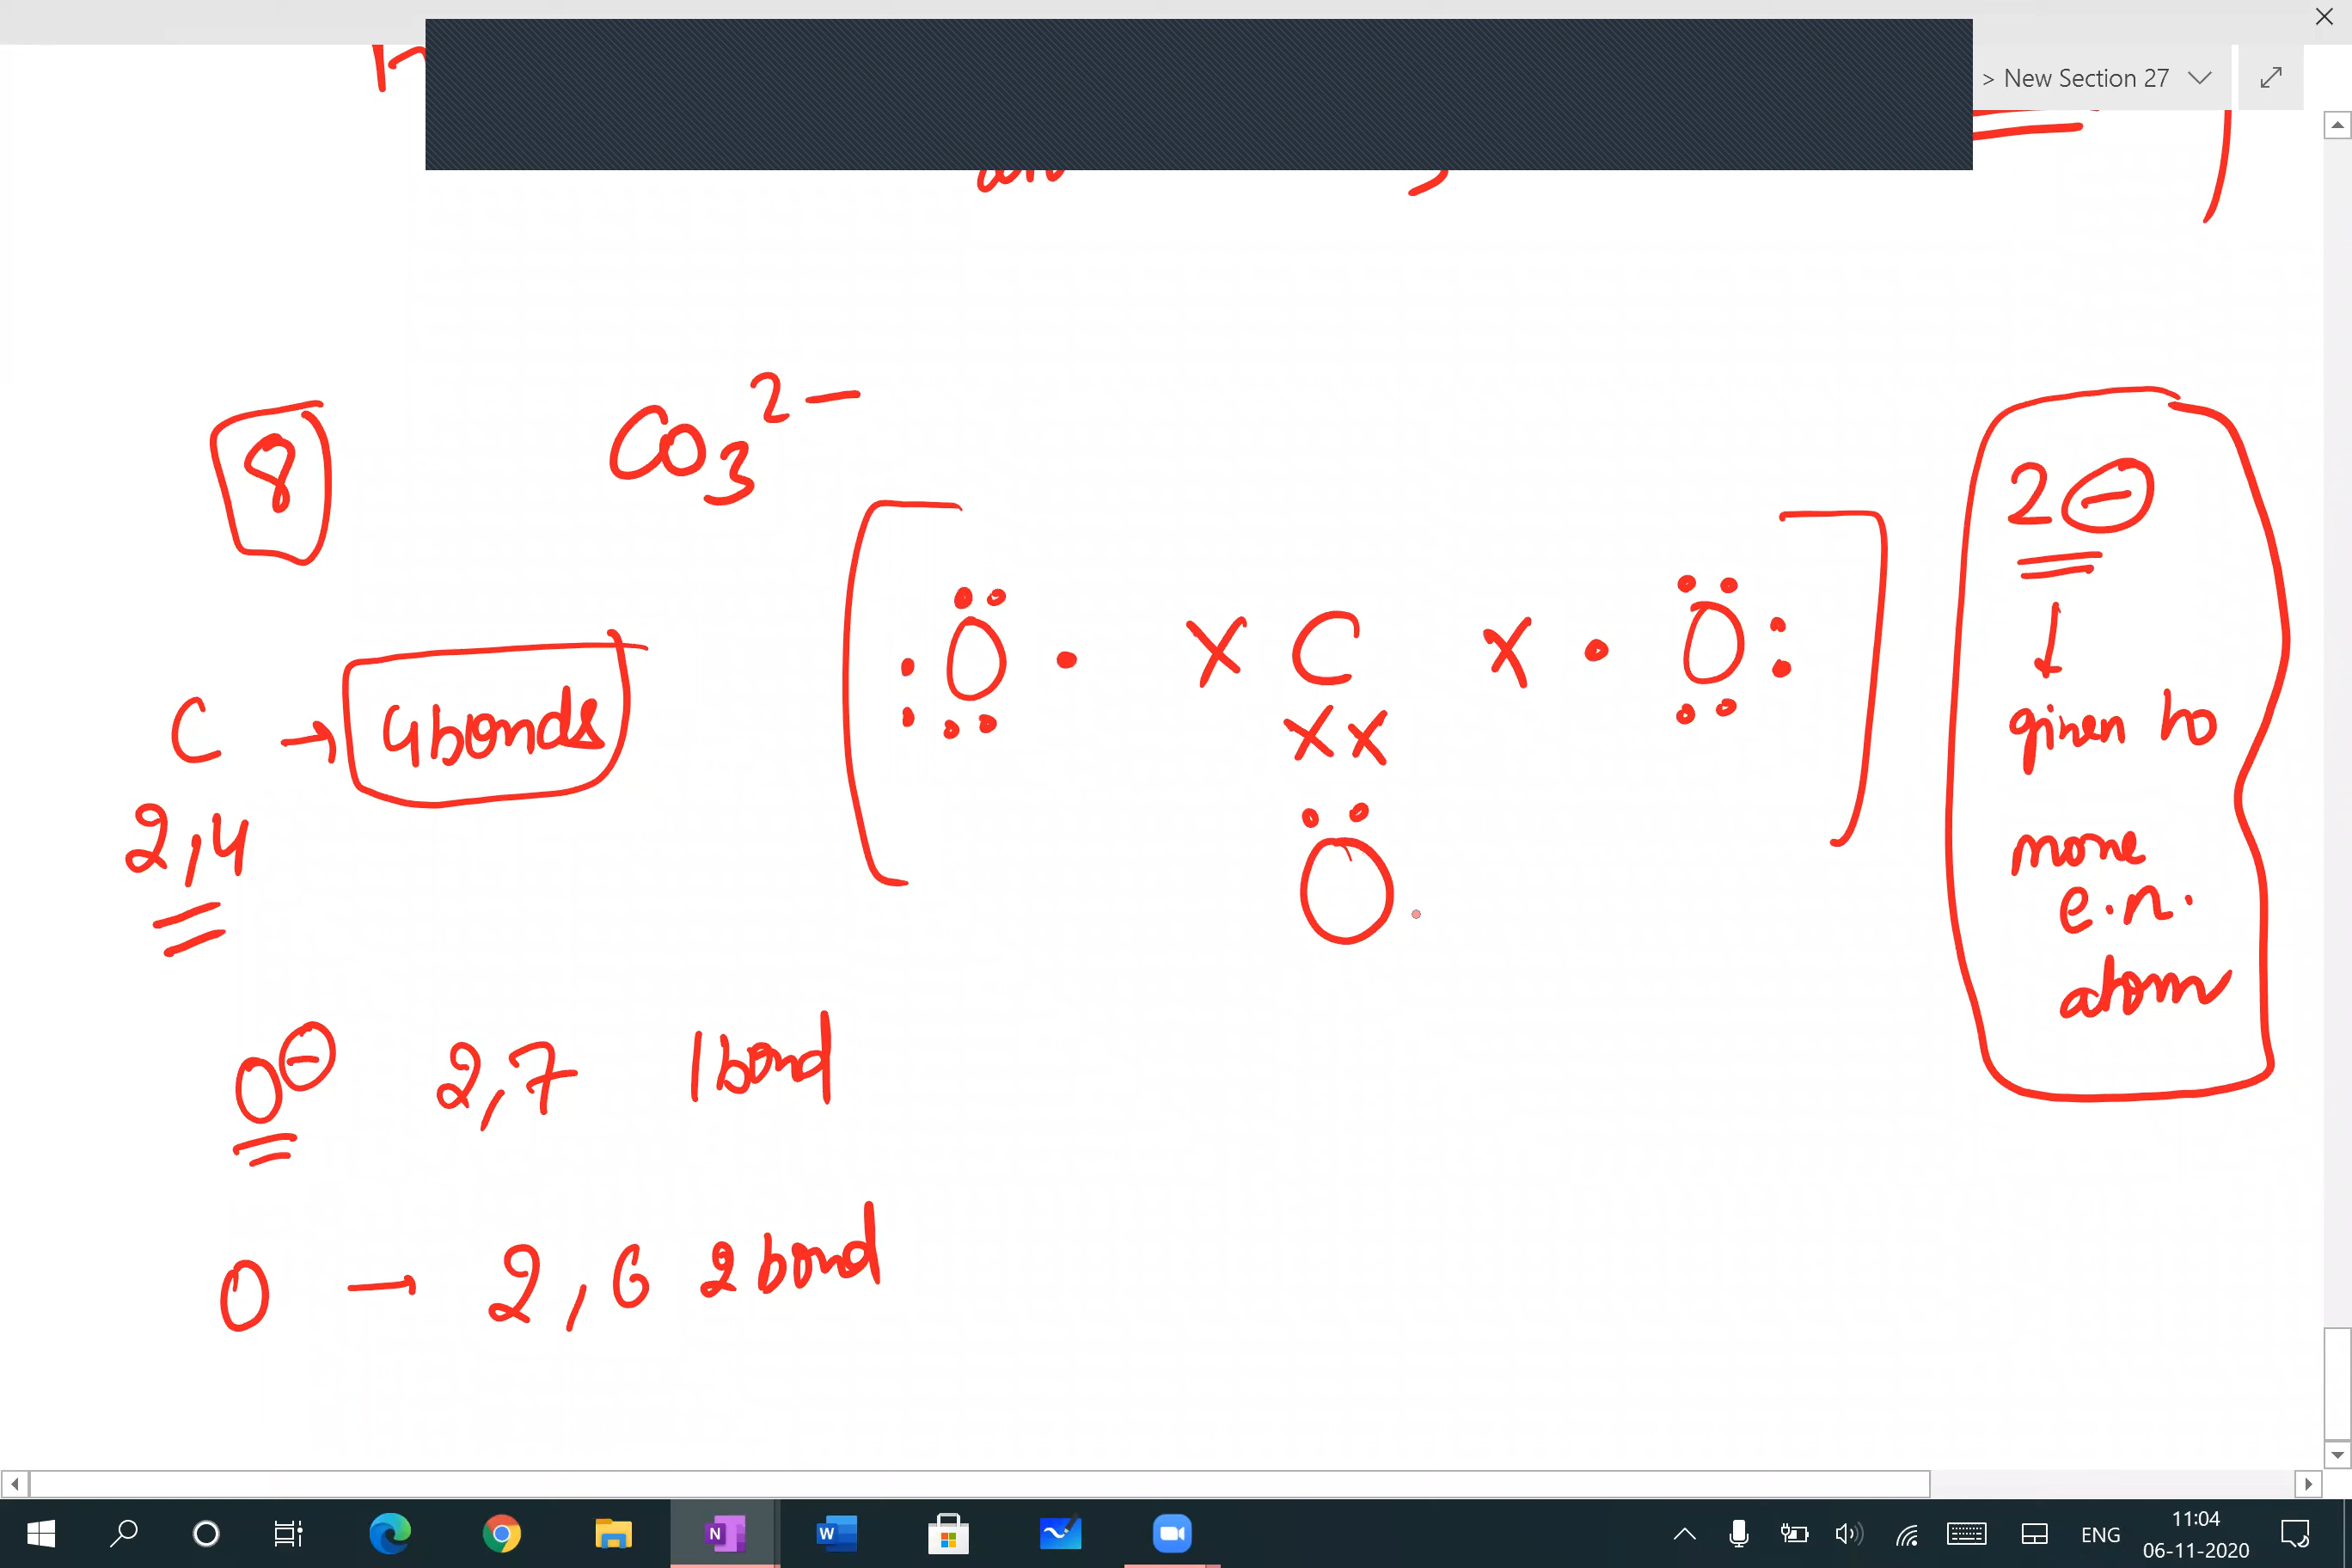 > New Section 27
8
CO3 2-
2 ⊖
given to
more
e.n.
atom
:Ö· x C x ·Ö:
xx
Ö
C → 4 bonds
2,4
O⊖ 2,7 1 bond
O → 2,6 2 bond
ENG
11:04
06-11-2020